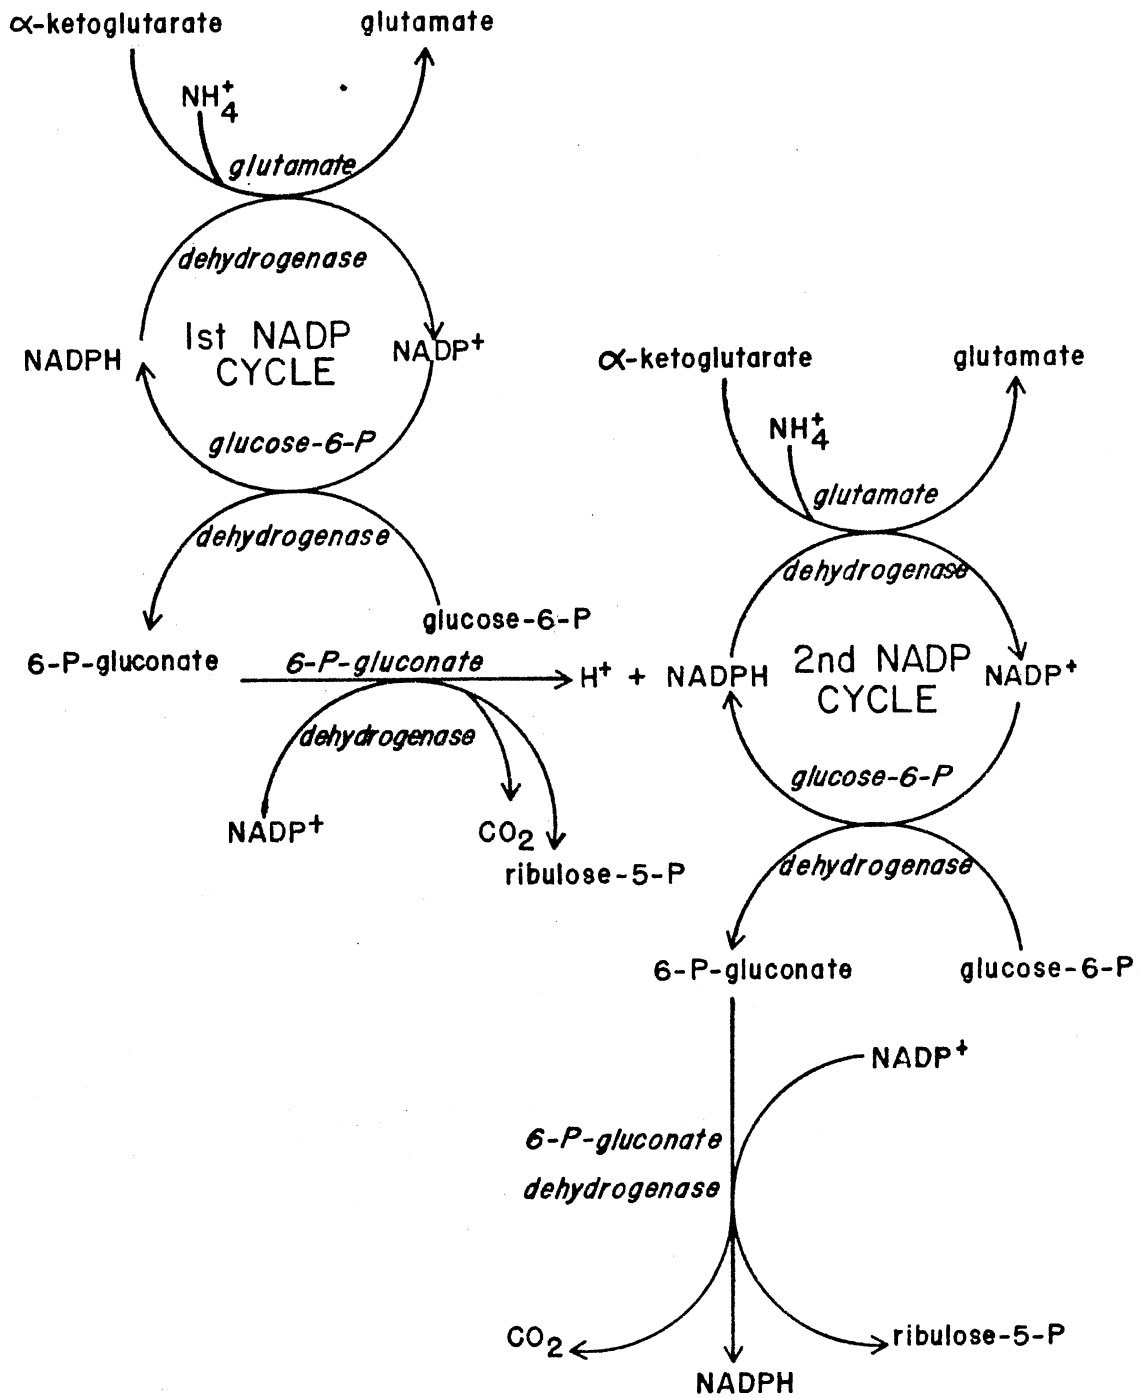 α-ketoglutarate
glutamate
NH4+
glutamate
dehydrogenase
1st NADP
CYCLE
NADPH
NADP+
glucose-6-P
dehydrogenase
glucose-6-P
6-P-gluconate
6-P-gluconate
dehydrogenase
NADP+
CO2
ribulose-5-P
H+ + NADPH
α-ketoglutarate
glutamate
NH4+
glutamate
dehydrogenase
2nd NADP
CYCLE
NADP+
glucose-6-P
dehydrogenase
6-P-gluconate
glucose-6-P
NADP+
6-P-gluconate
dehydrogenase
CO2
ribulose-5-P
NADPH